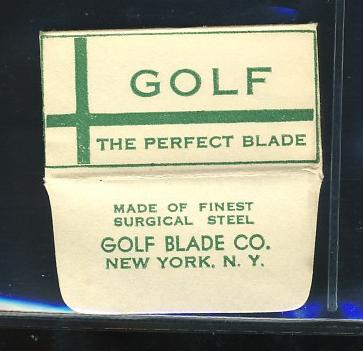 GOLF
THE PERFECT BLADE
MADE OF FINEST
SURGICAL STEEL
GOLF BLADE CO.
NEW YORK, N. Y.